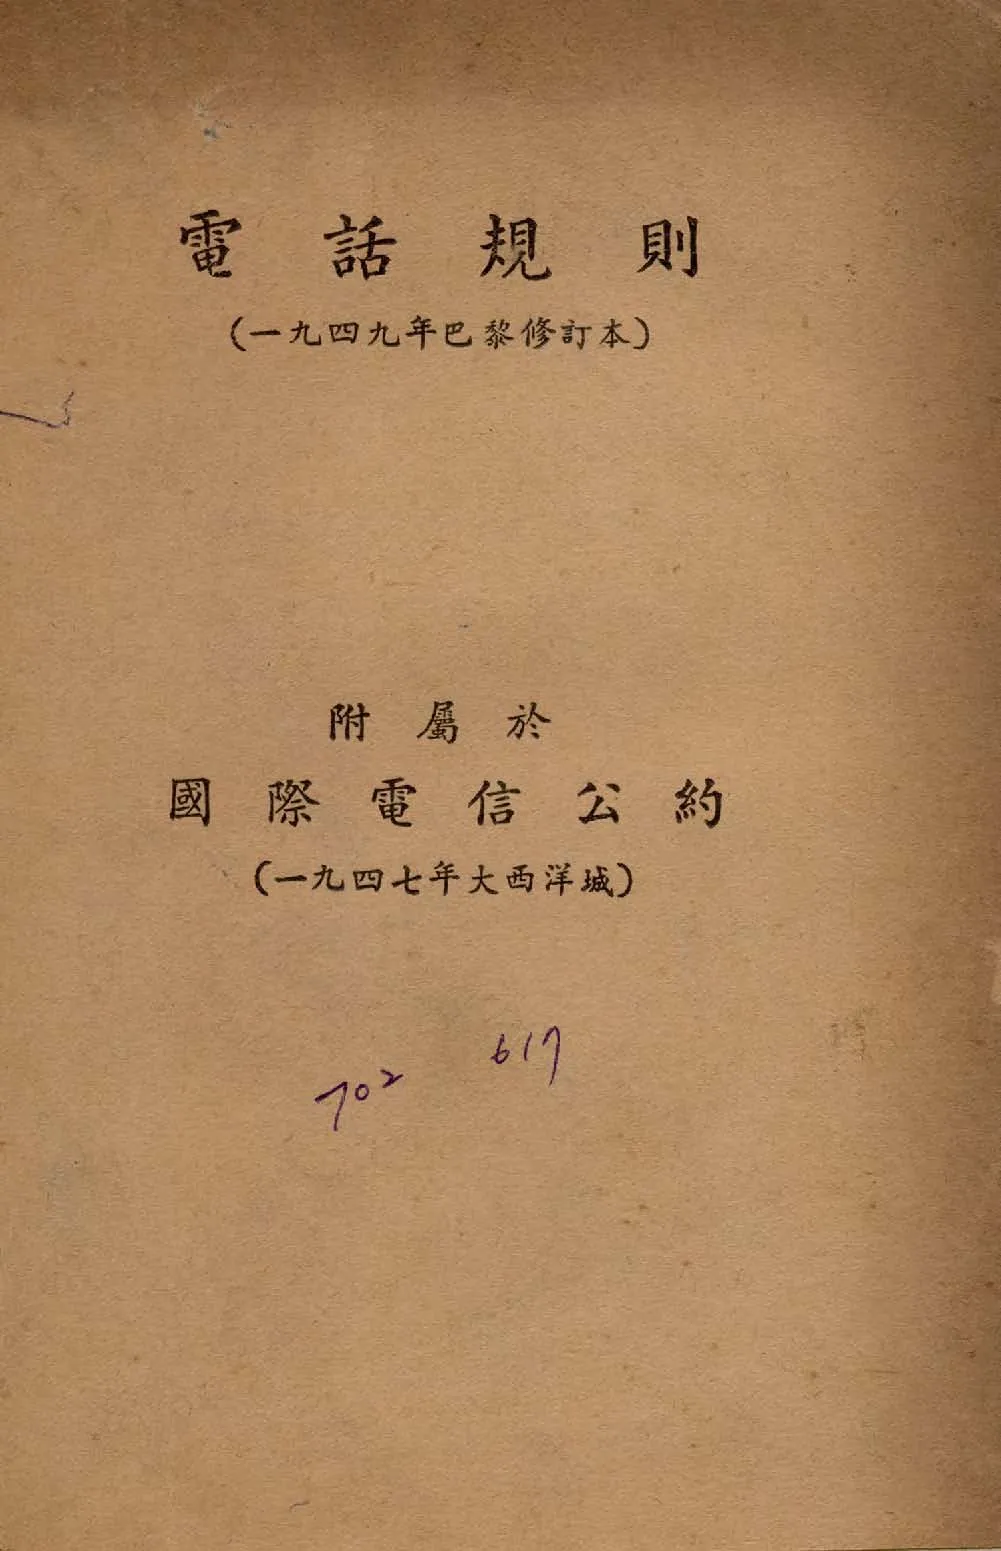 電話規則
(一九四九年巴黎修訂本)
附屬於
國際電信公約
(一九四七年大西洋城)
702 617